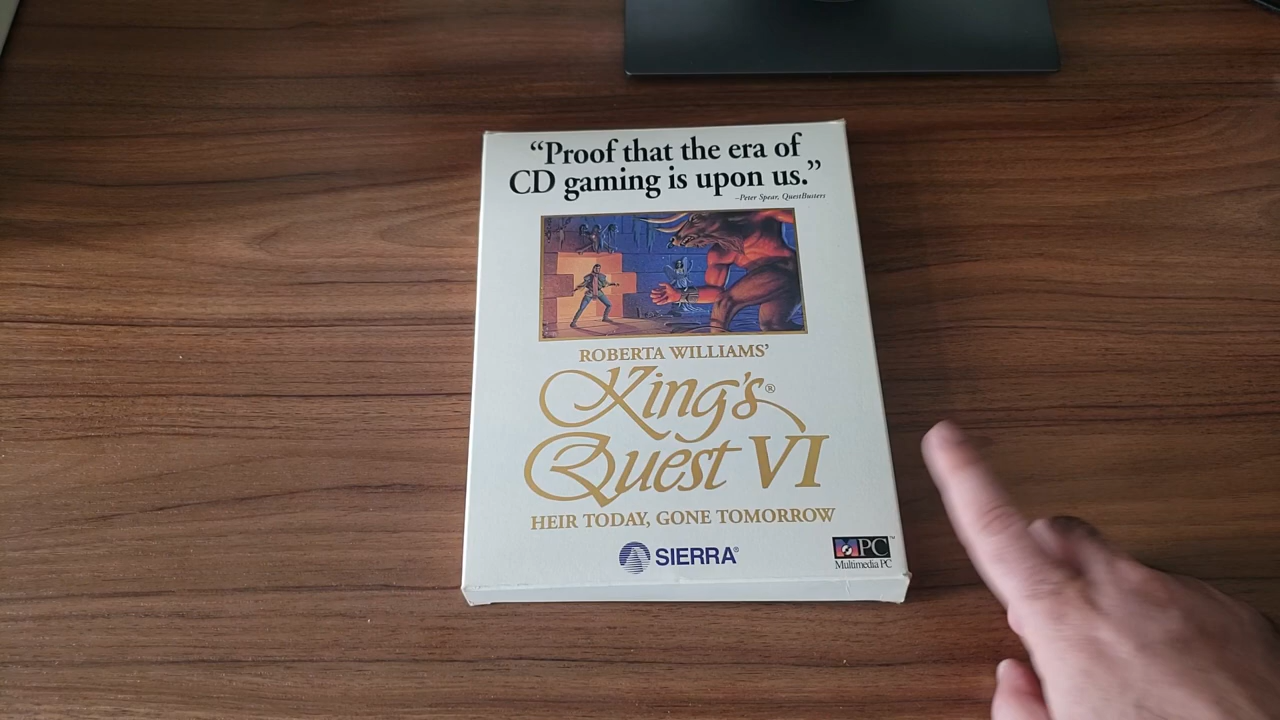 “Proof that the era of
CD gaming is upon us.”
–Peter Spear, QuestBusters
ROBERTA WILLIAMS’
King’s®
Quest VI
HEIR TODAY, GONE TOMORROW
SIERRA®
MPC™
Multimedia PC